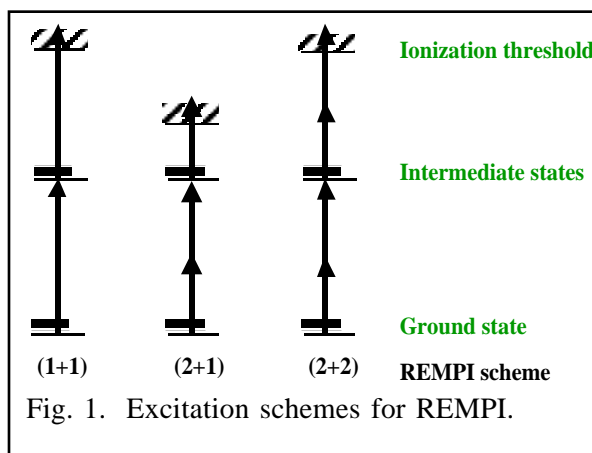 Ionization threshold
Intermediate states
Ground state
(1+1) (2+1) (2+2) REMPI scheme
Fig. 1. Excitation schemes for REMPI.